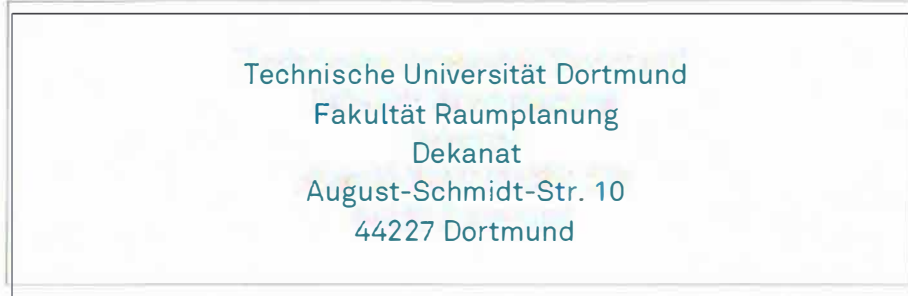 Technische Universität Dortmund
Fakultät Raumplanung
Dekanat
August-Schmidt-Str. 10
44227 Dortmund